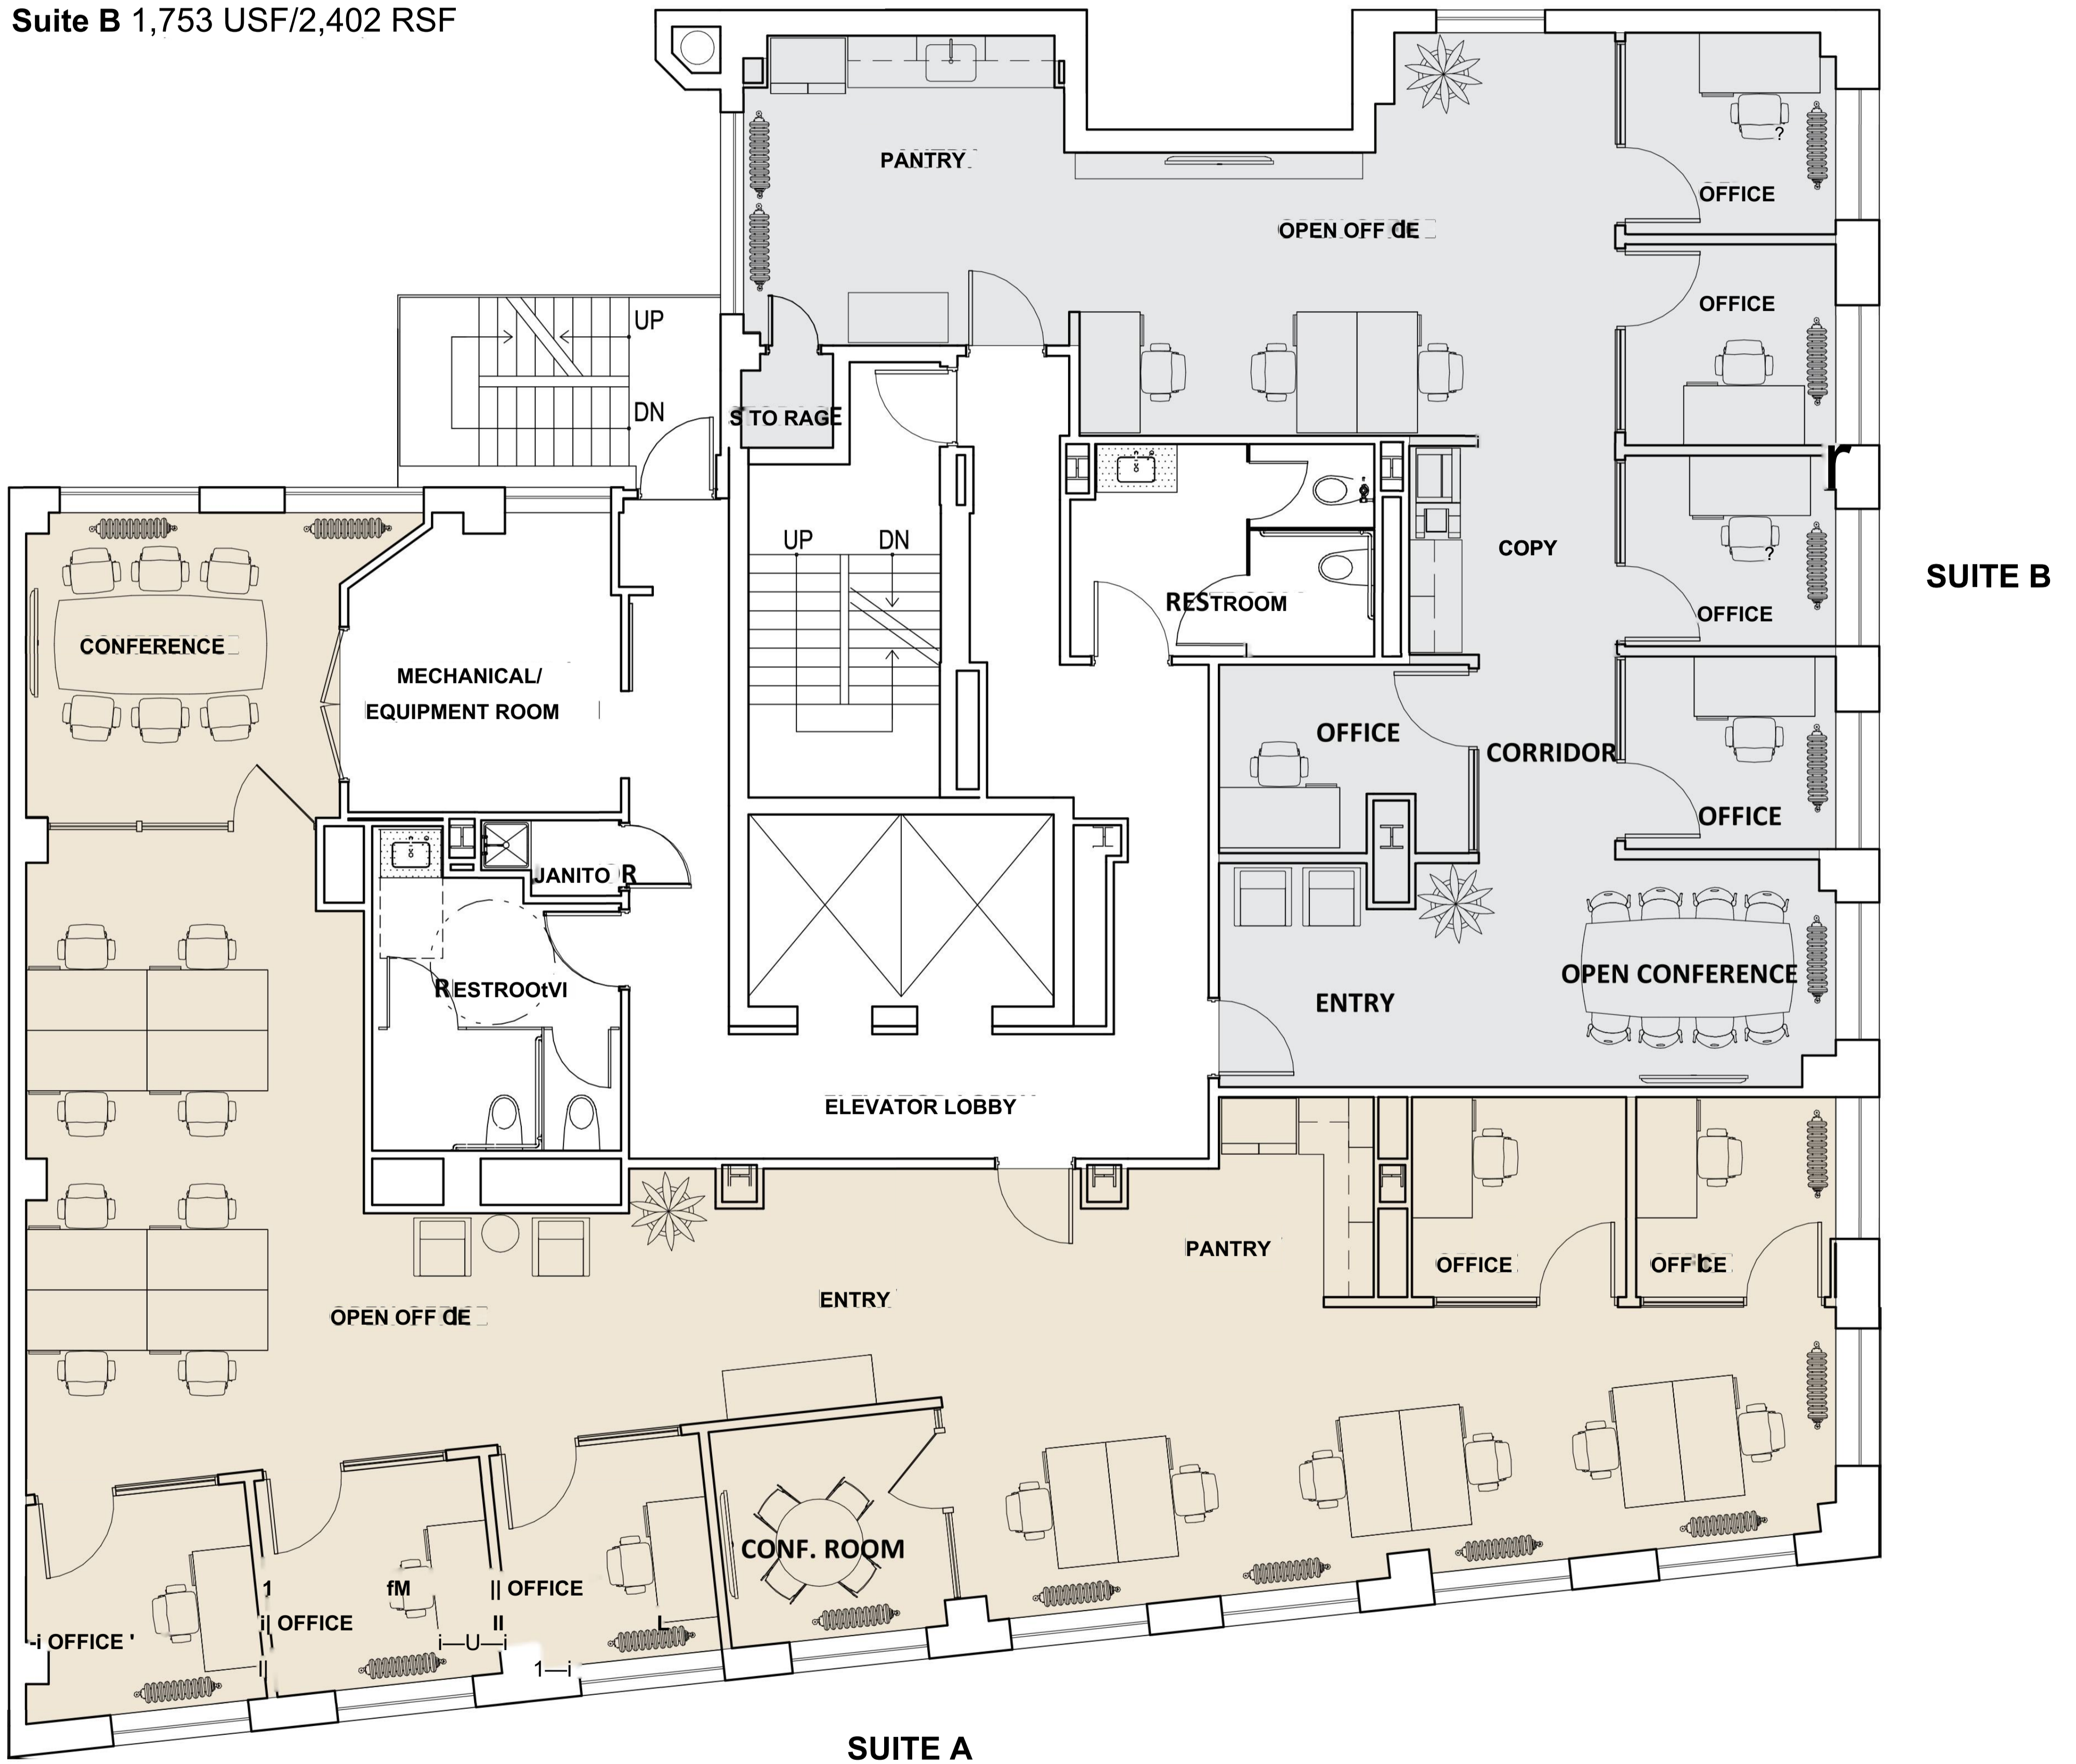 Suite B 1,753 USF/2,402 RSF
PANTRY
OFFICE
OPEN OFF
OFFICE
UP
DN
STORAGE
UP
DN
COPY
SUITE B
RESTROOM
OFFICE
CONFERENCE
MECHANICAL/
EQUIPMENT ROOM
OFFICE
CORRIDOR
OFFICE
JANITOR
OPEN CONFERENCE
RESTROOtVI
ENTRY
ELEVATOR LOBBY
PANTRY
OFFICE
OFFICE
ENTRY
OPEN OFF
CONF. ROOM
OFFICE
OFFICE
OFFICE
SUITE A